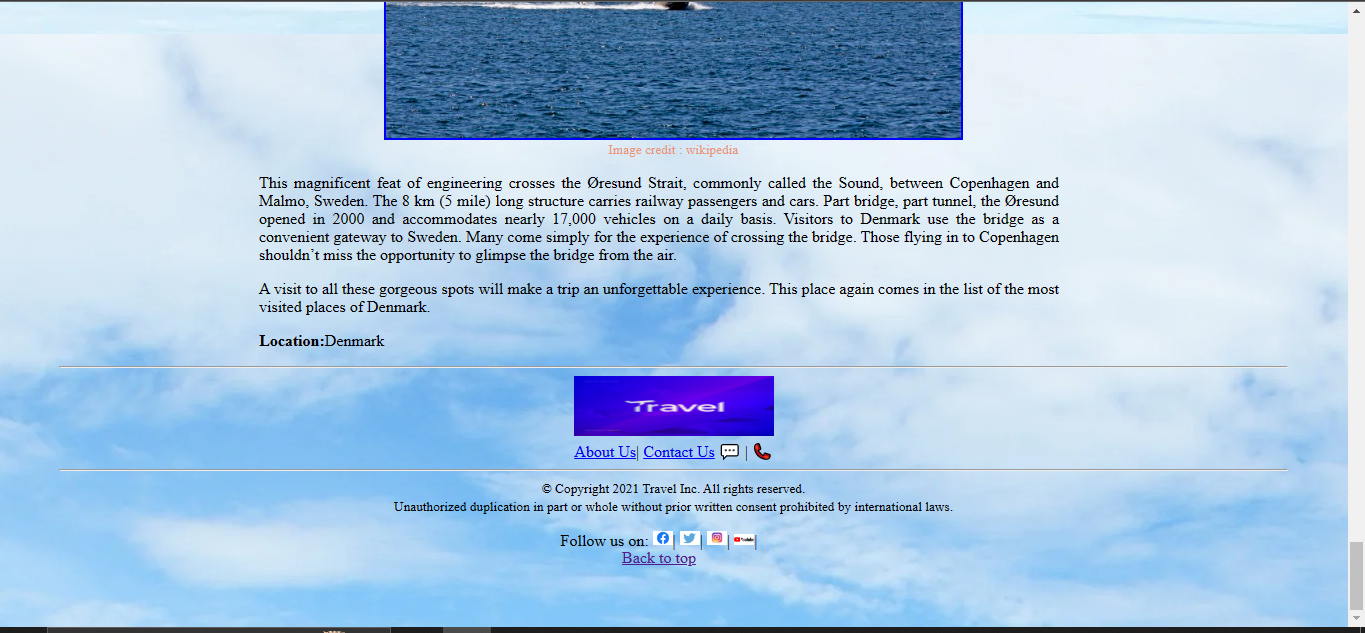 Image credit : wikipedia
This magnificent feat of engineering crosses the Øresund Strait, commonly called the Sound, between Copenhagen and
Malmo, Sweden. The 8 km (5 mile) long structure carries railway passengers and cars. Part bridge, part tunnel, the Øresund
opened in 2000 and accommodates nearly 17,000 vehicles on a daily basis. Visitors to Denmark use the bridge as a
convenient gateway to Sweden. Many come simply for the experience of crossing the bridge. Those flying in to Copenhagen
shouldn’t miss the opportunity to glimpse the bridge from the air.
A visit to all these gorgeous spots will make a trip an unforgettable experience. This place again comes in the list of the most
visited places of Denmark.
Location:Denmark
Travel
About Us| Contact Us | 
© Copyright 2021 Travel Inc. All rights reserved.
Unauthorized duplication in part or whole without prior written consent prohibited by international laws.
Follow us on: | | | YouTube|
Back to top